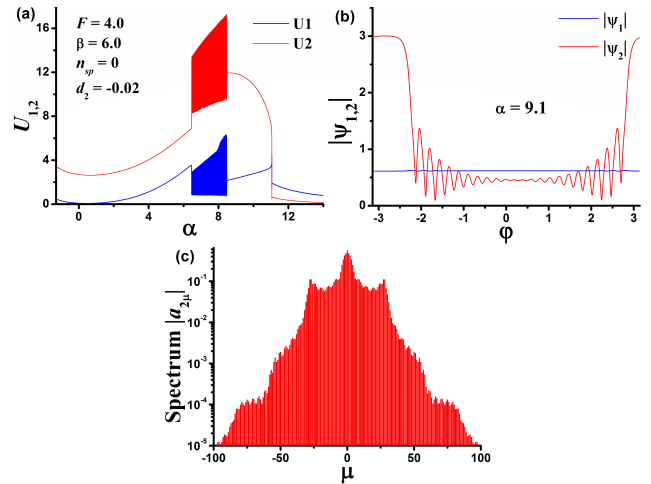 (a)
F = 4.0
β = 6.0
n_sp = 0
d_2 = -0.02
U1
U2
16
12
8
4
0
U_1,2
0
4
8
12
α
(b)
|ψ_1|
|ψ_2|
α = 9.1
3
2
1
0
|ψ_1,2|
-3
-2
-1
0
1
2
3
φ
(c)
10^-1
10^-2
10^-3
10^-4
10^-5
Spectrum |a_2μ|
-100
-50
0
50
100
μ